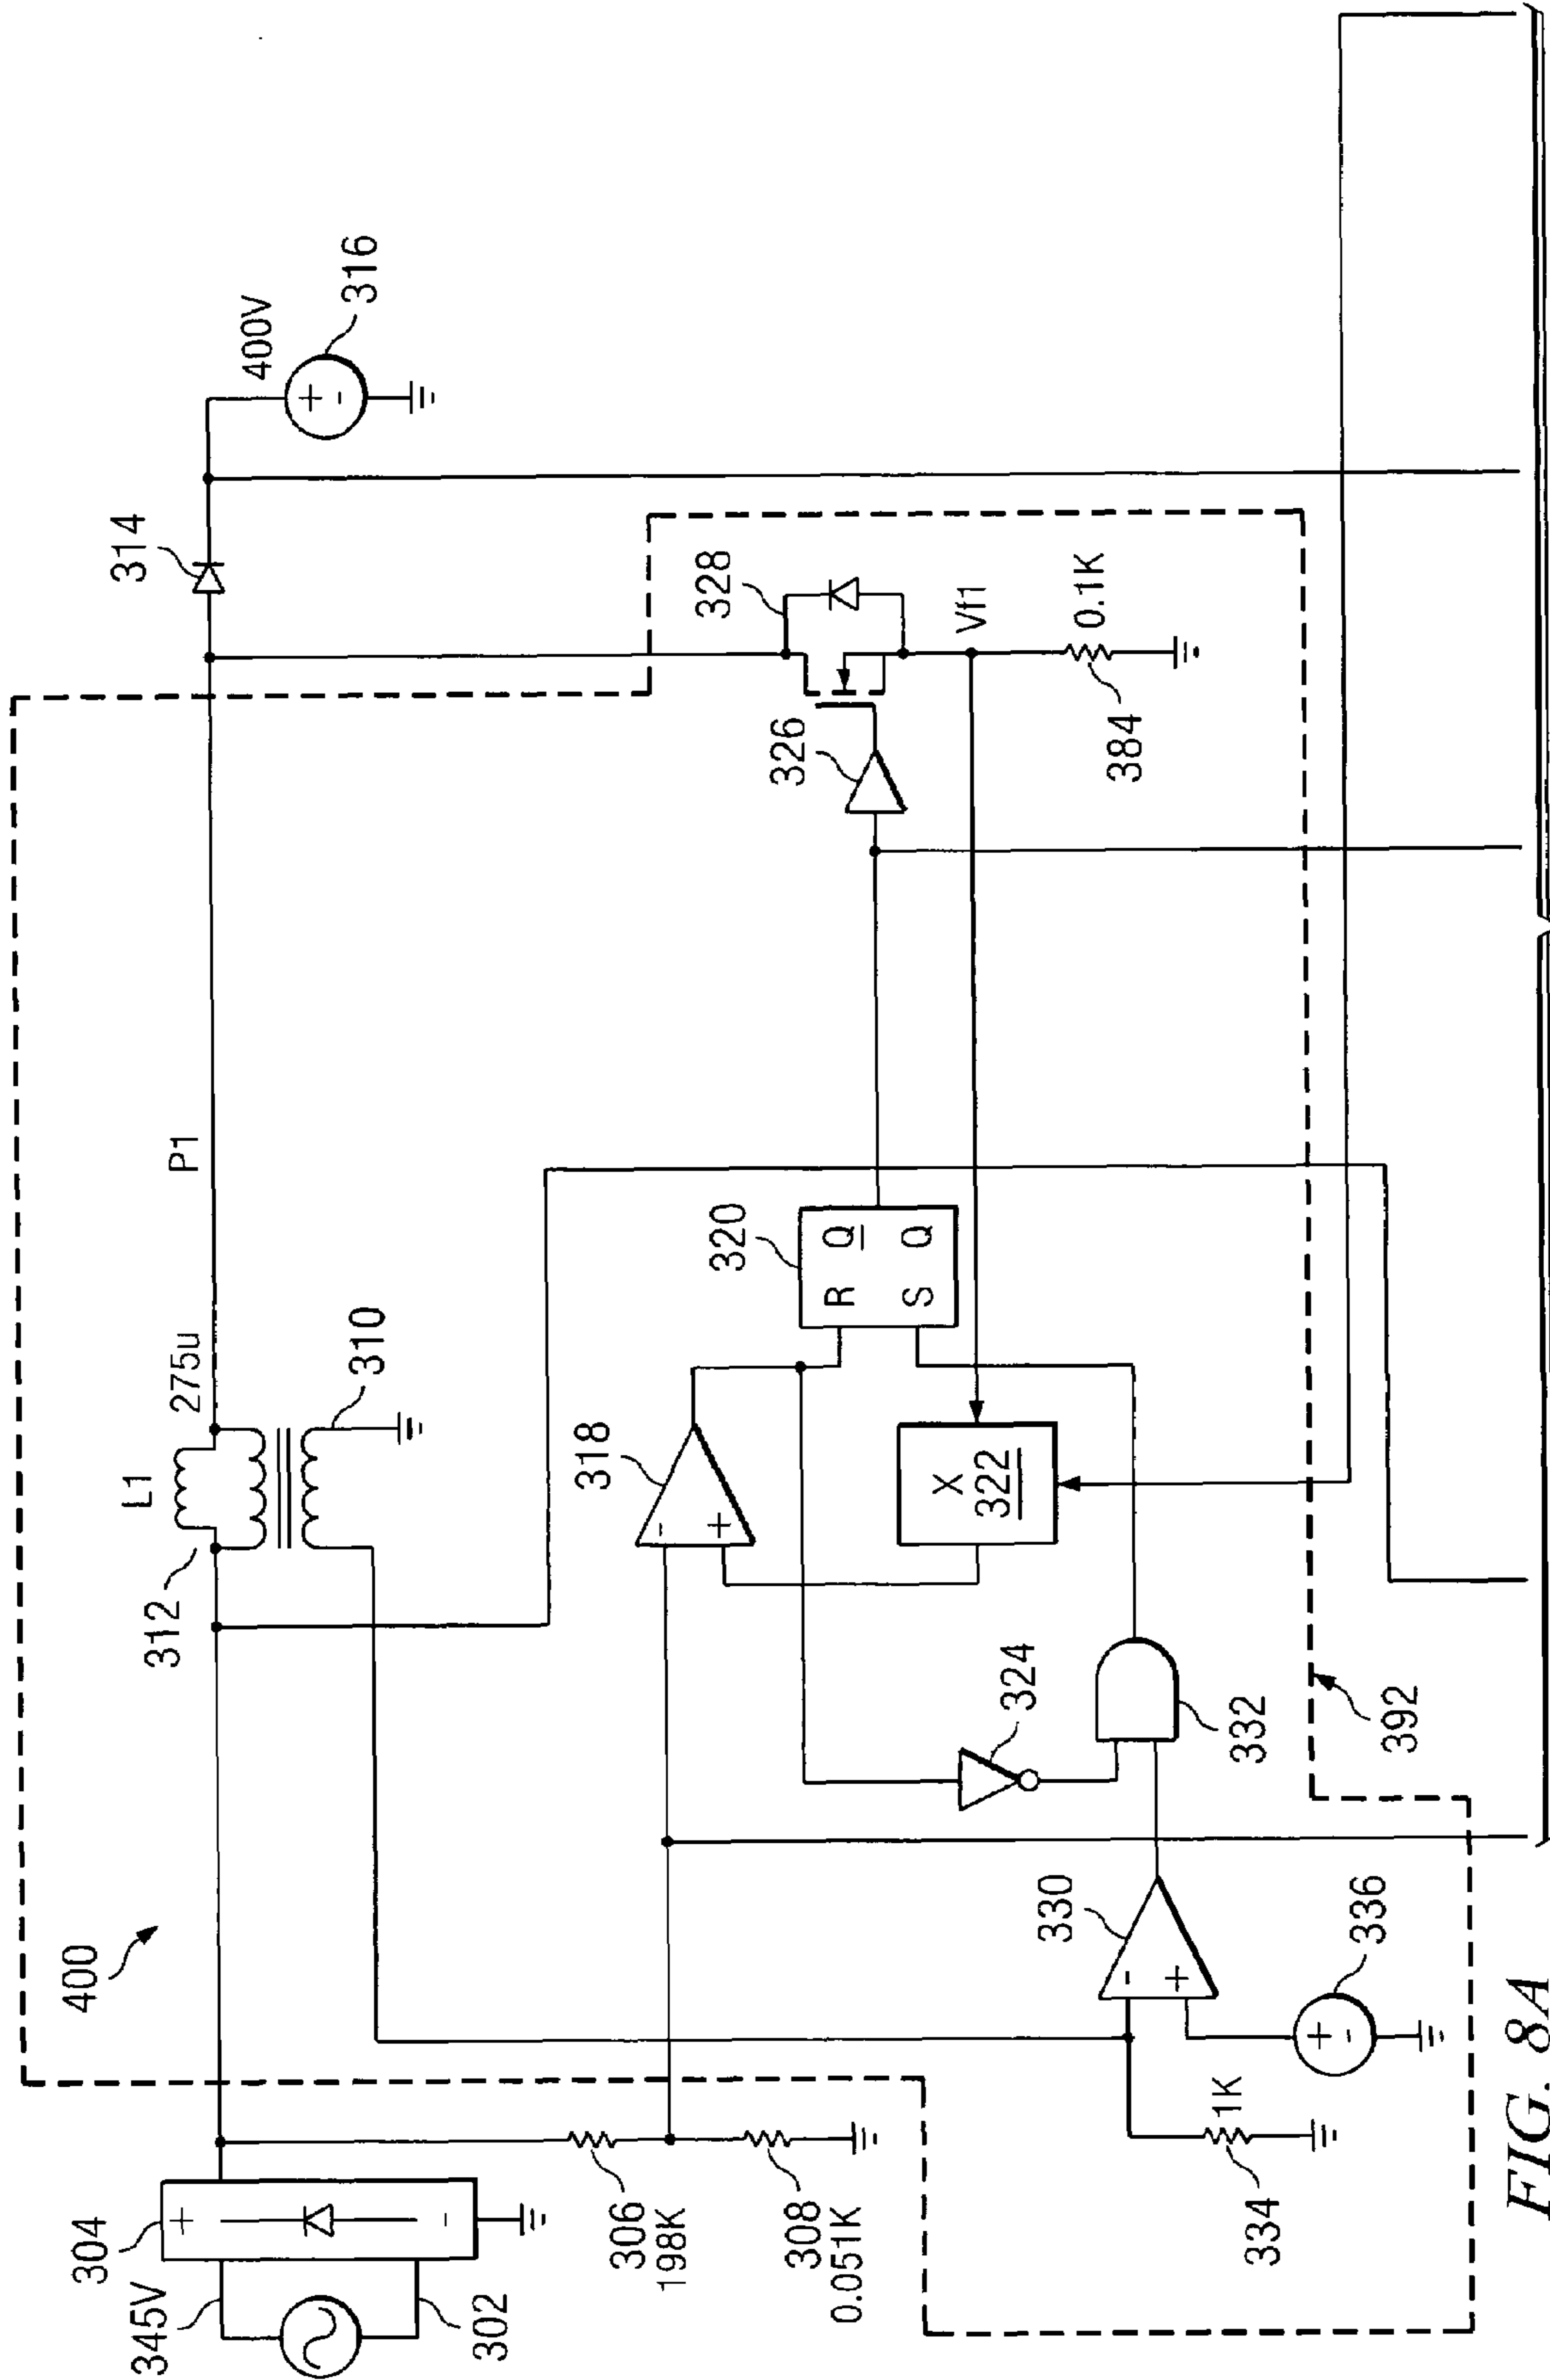 400
345V
304
302
306
198K
308
0.051K
312
L1
275u
310
P1
314
400V
316
318
-
+
320
R
Q
S
Q
X
322
324
326
328
Vf1
0.1K
384
330
-
+
332
334
1K
336
+
-
392
+
-
+
-
FIG. 8A